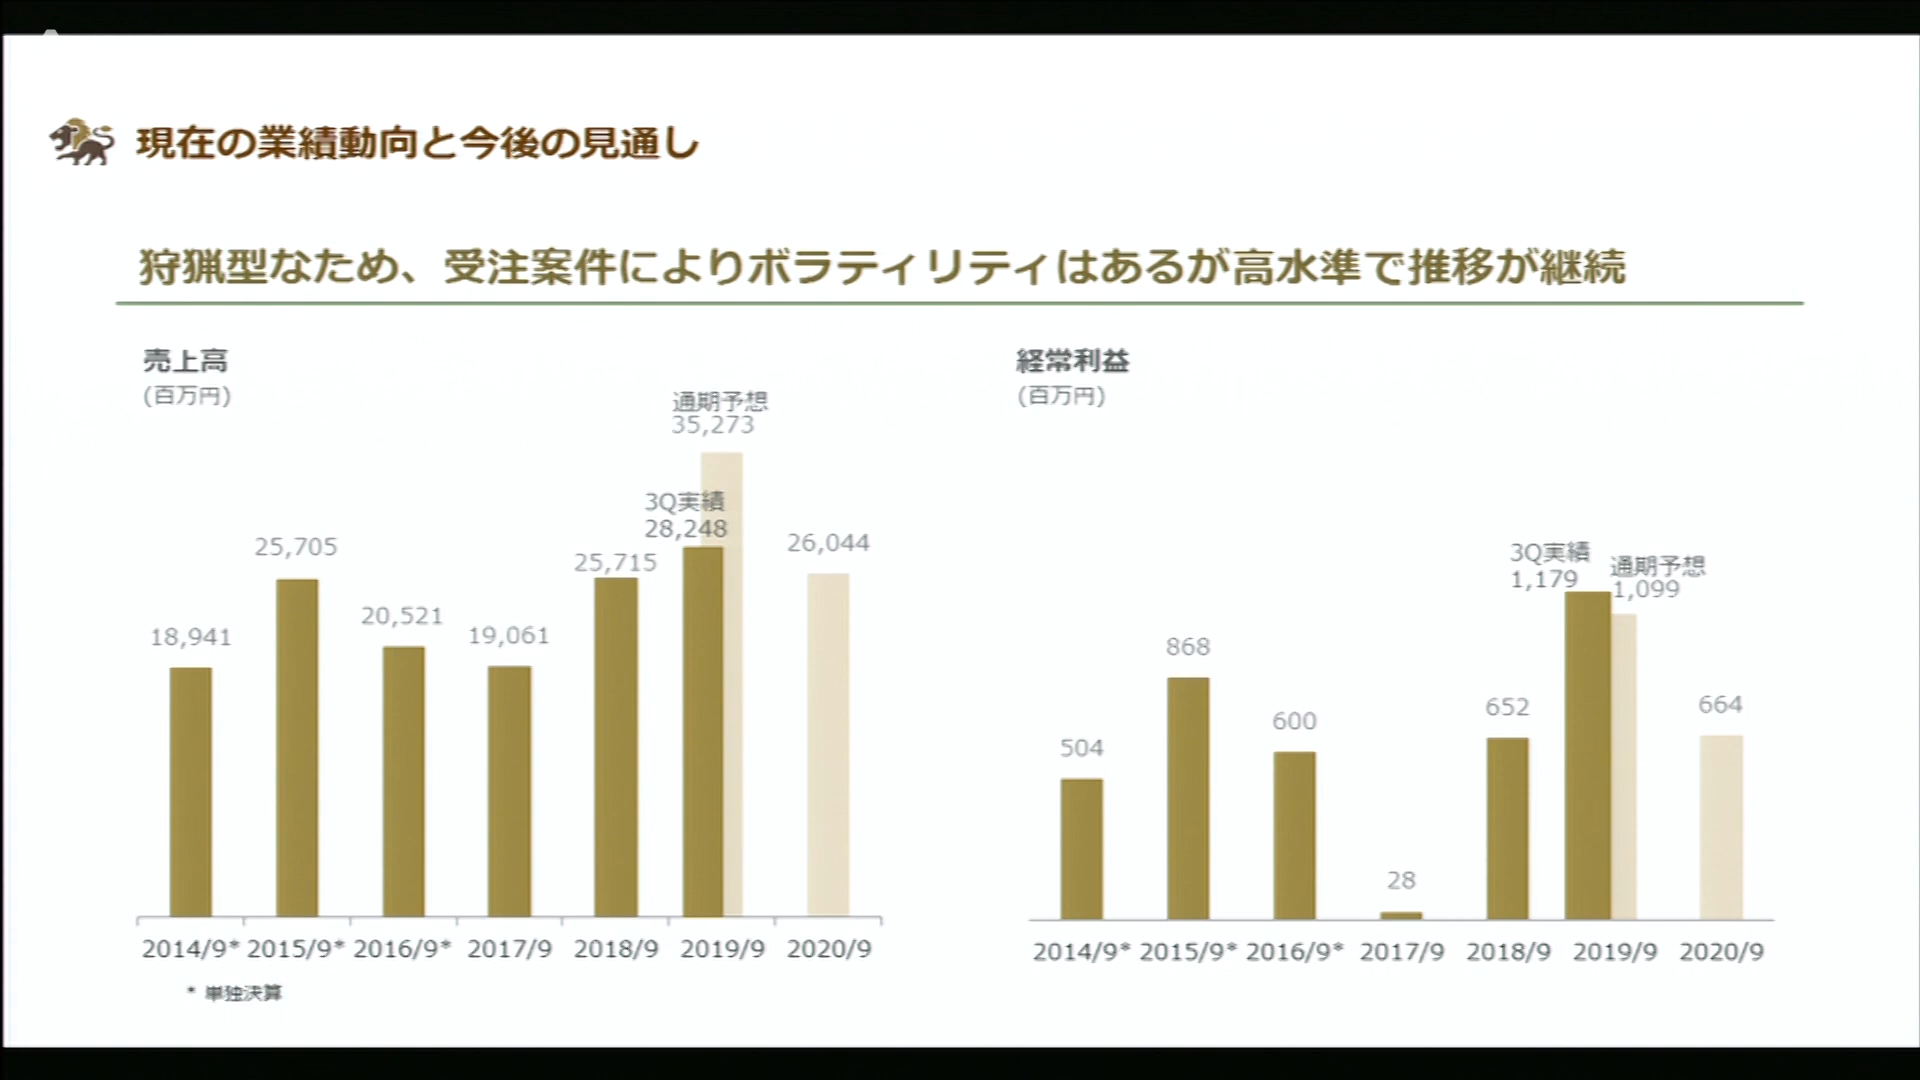 現在の業績動向と今後の見通し
狩猟型なため、受注案件によりボラティリティはあるが高水準で推移が継続
売上高
(百万円)
通期予想
35,273
3Q実績
28,248
25,705
25,715
26,044
20,521
19,061
18,941
2014/9* 2015/9* 2016/9* 2017/9 2018/9 2019/9 2020/9
* 単独決算
経常利益
(百万円)
3Q実績
1,179
通期予想
1,099
868
652
664
600
504
28
2014/9* 2015/9* 2016/9* 2017/9 2018/9 2019/9 2020/9